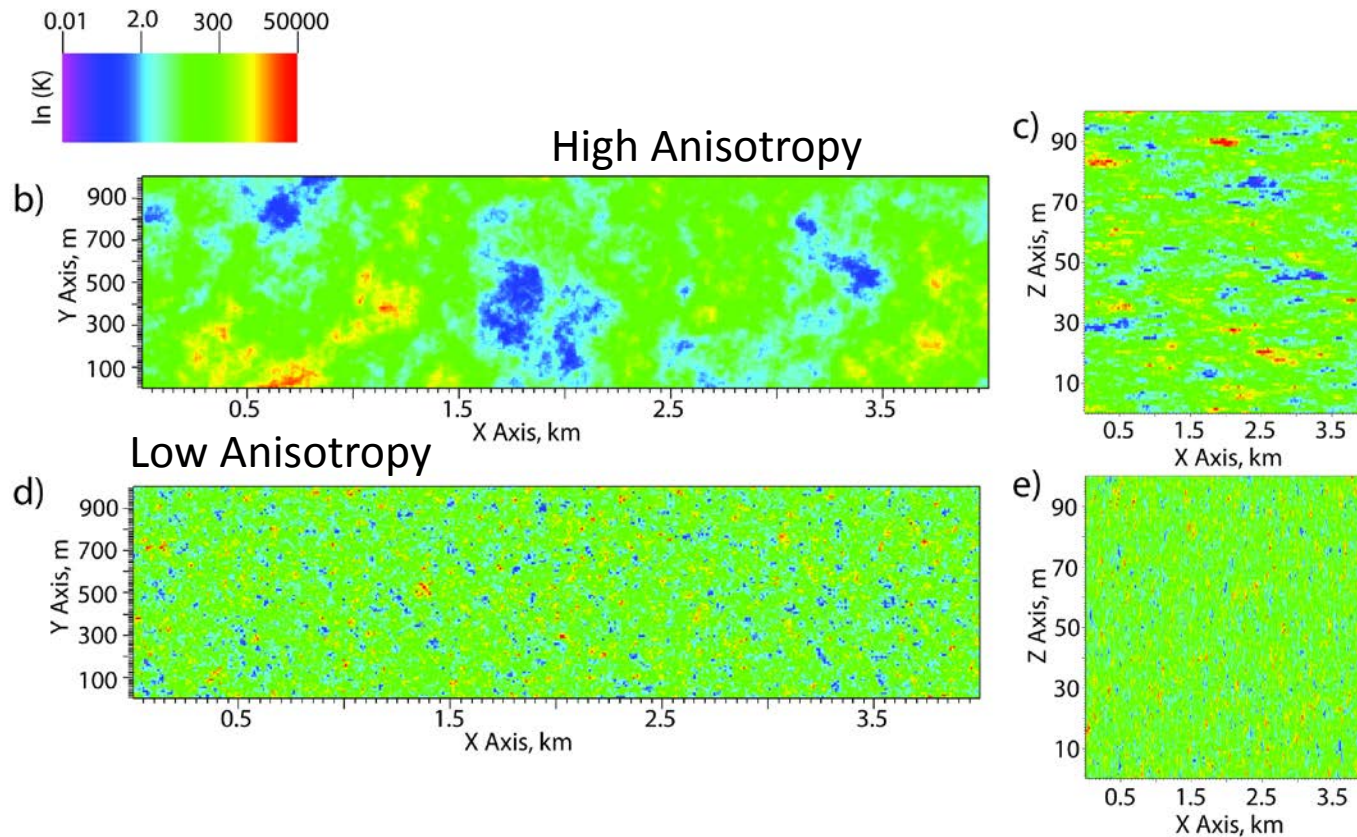 0.01 2.0 300 50000
ln (K)
High Anisotropy
b)
900
700
500
300
100
Y Axis, m
0.5 1.5 2.5 3.5
X Axis, km
c)
90
70
50
30
10
Z Axis, m
0.5 1.5 2.5 3.5
X Axis, km
Low Anisotropy
d)
900
700
500
300
100
Y Axis, m
0.5 1.5 2.5 3.5
X Axis, km
e)
90
70
50
30
10
Z Axis, m
0.5 1.5 2.5 3.5
X Axis, km